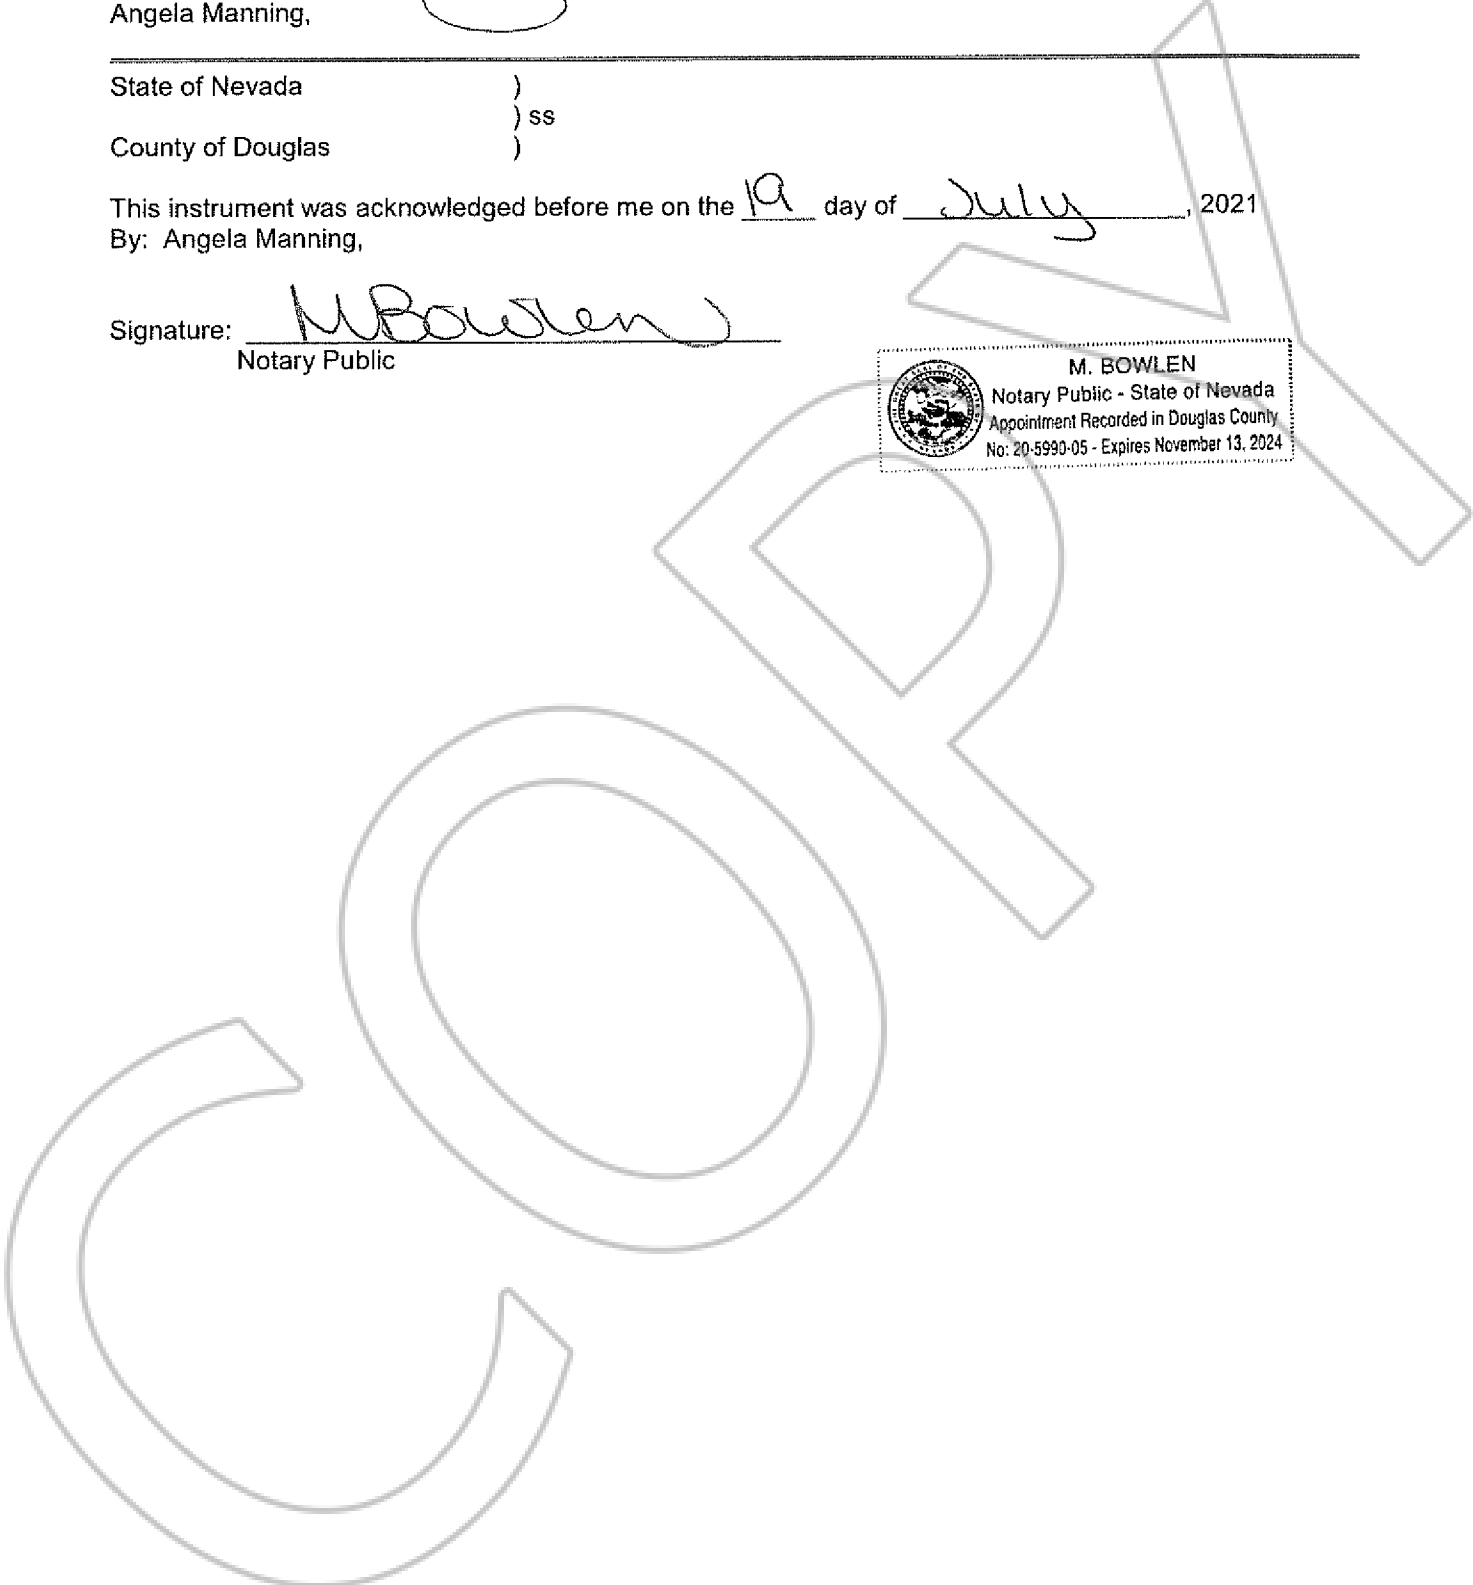 Angela Manning,
State of Nevada )
) ss
County of Douglas )
This instrument was acknowledged before me on the 19 day of July, 2021
By: Angela Manning,
Signature: MBowlen
Notary Public
M. BOWLEN
Notary Public - State of Nevada
Appointment Recorded in Douglas County
No: 20-5990-05 - Expires November 13, 2024
COPY